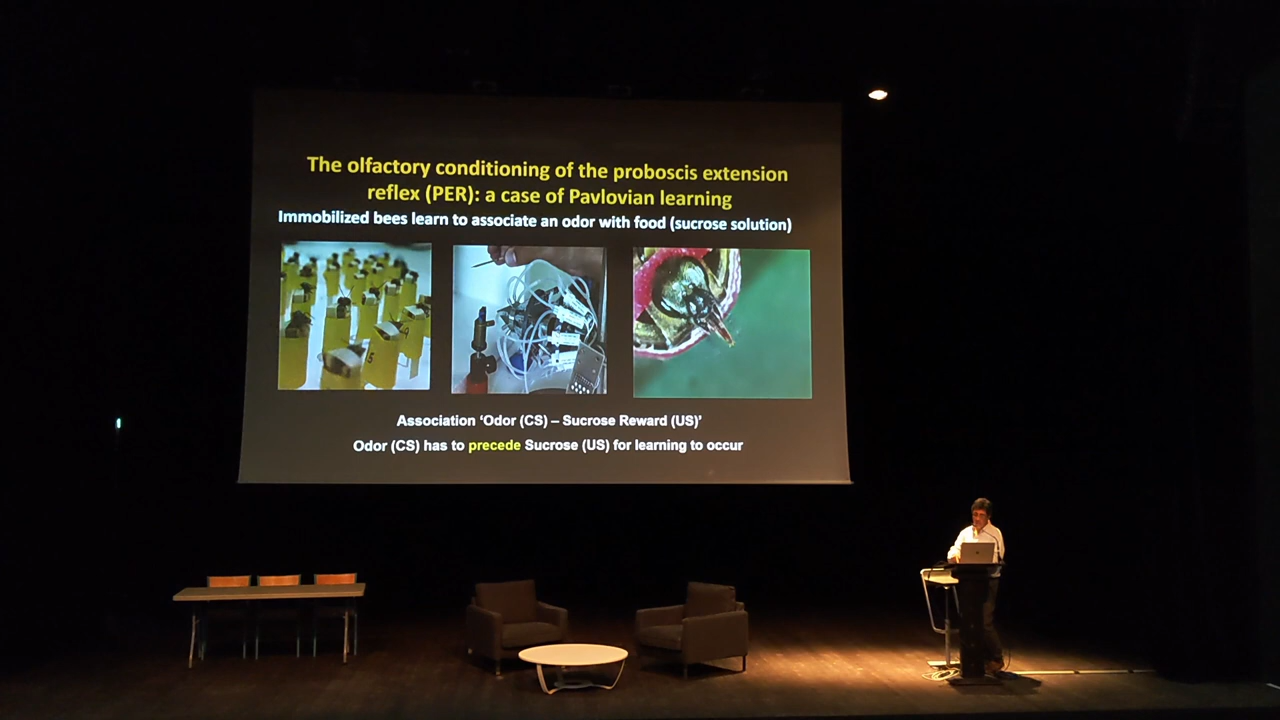 The olfactory conditioning of the proboscis extension
reflex (PER): a case of Pavlovian learning
Immobilized bees learn to associate an odor with food (sucrose solution)
Association ‘Odor (CS) – Sucrose Reward (US)’
Odor (CS) has to precede Sucrose (US) for learning to occur